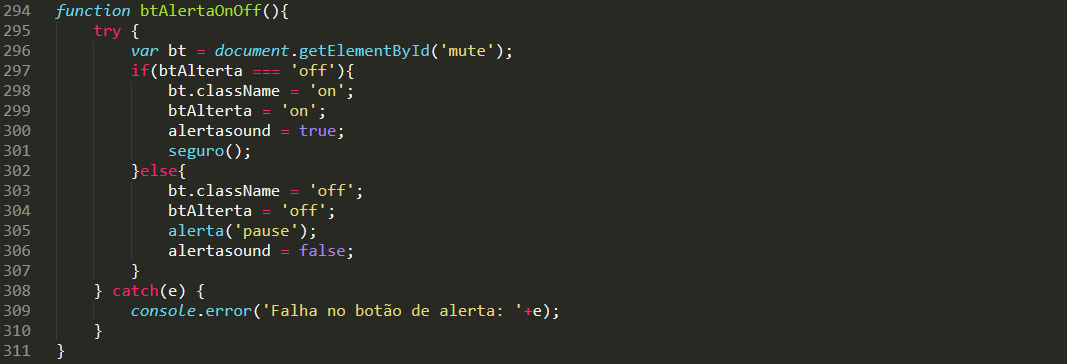 294 function btAlertaOnOff(){
295 try {
296 var bt = document.getElementById('mute');
297 if(btAlterta === 'off'){
298 bt.className = 'on';
299 btAlterta = 'on';
300 alertasound = true;
301 seguro();
302 }else{
303 bt.className = 'off';
304 btAlterta = 'off';
305 alerta('pause');
306 alertasound = false;
307 }
308 } catch(e) {
309 console.error('Falha no botão de alerta: '+e);
310 }
311 }